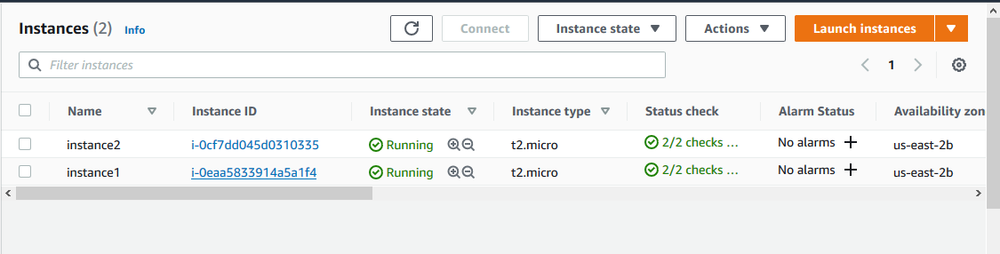 Instances (2) Info Connect Instance state Actions Launch instances
Filter instances 1
Name Instance ID Instance state Instance type Status check Alarm Status Availability zon
instance2 i-0cf7dd045d0310335 Running t2.micro 2/2 checks ... No alarms + us-east-2b
instance1 i-0eaa5833914a5a1f4 Running t2.micro 2/2 checks ... No alarms + us-east-2b